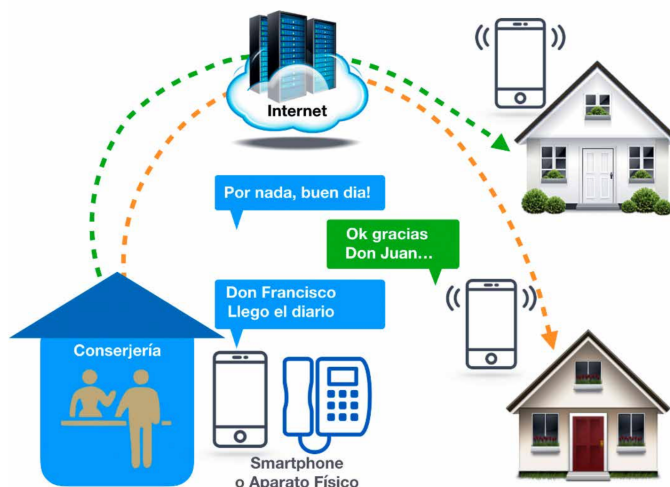 Internet
Por nada, buen dia!
Ok gracias
Don Juan...
Don Francisco
Llego el diario
Conserjería
Smartphone
o Aparato Físico